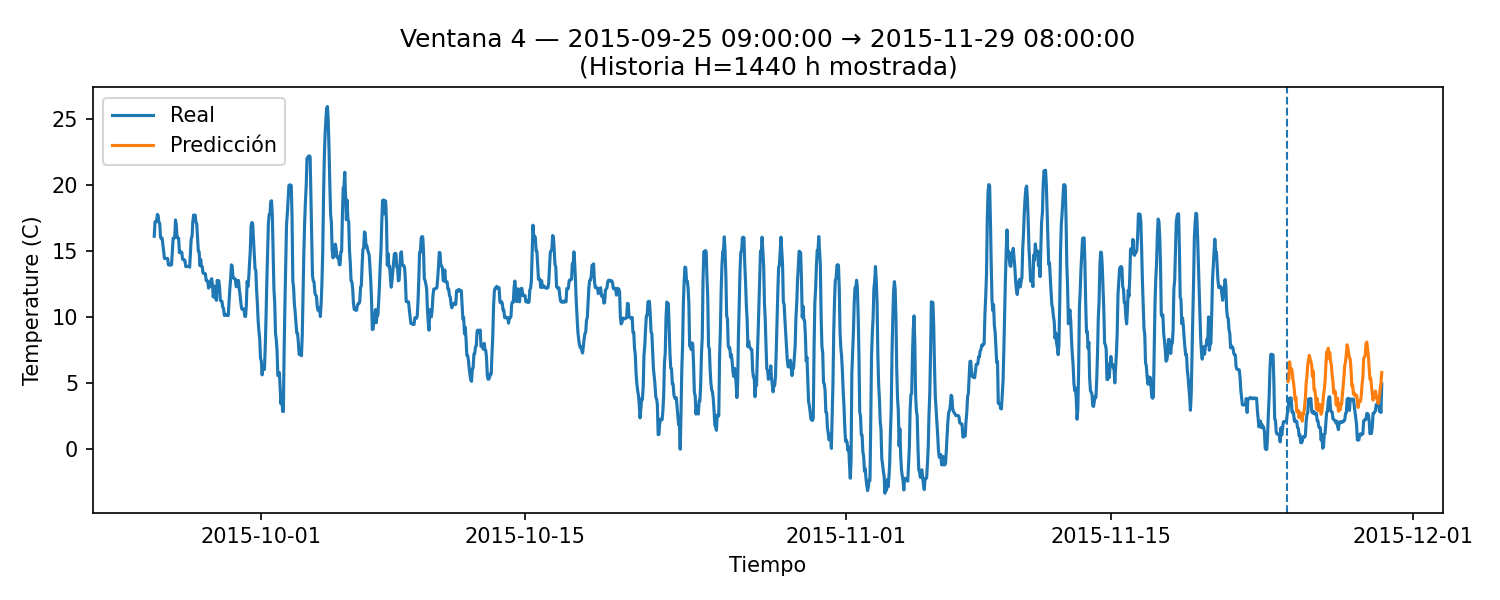 Ventana 4 — 2015-09-25 09:00:00 → 2015-11-29 08:00:00
(Historia H=1440 h mostrada)
Real
Predicción
Temperature (C)
25
20
15
10
5
0
2015-10-01
2015-10-15
2015-11-01
2015-11-15
2015-12-01
Tiempo